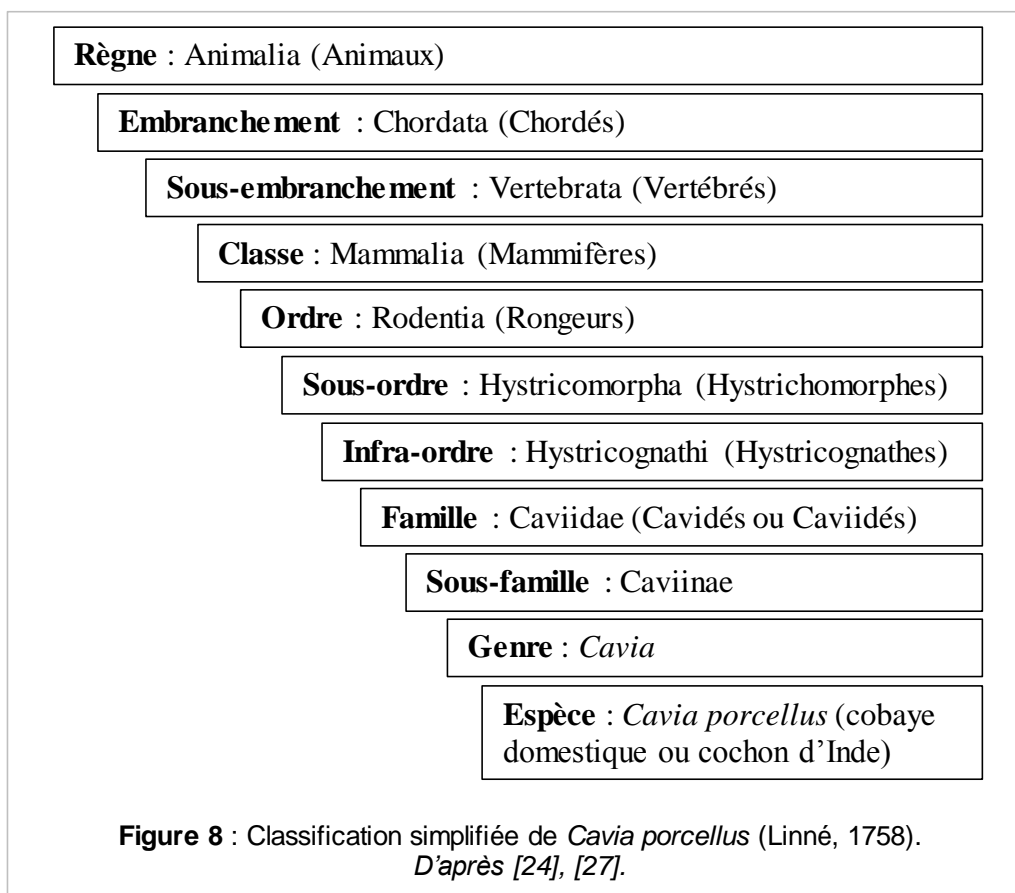 Règne : Animalia (Animaux)
Embranchement : Chordata (Chordés)
Sous-embranchement : Vertebrata (Vertébrés)
Classe : Mammalia (Mammifères)
Ordre : Rodentia (Rongeurs)
Sous-ordre : Hystricomorpha (Hystrichomorphes)
Infra-ordre : Hystricognathi (Hystricognathes)
Famille : Caviidae (Cavidés ou Caviidés)
Sous-famille : Caviinae
Genre : Cavia
Espèce : Cavia porcellus (cobaye
domestique ou cochon d’Inde)
Figure 8 : Classification simplifiée de Cavia porcellus (Linné, 1758).
D’après [24], [27].